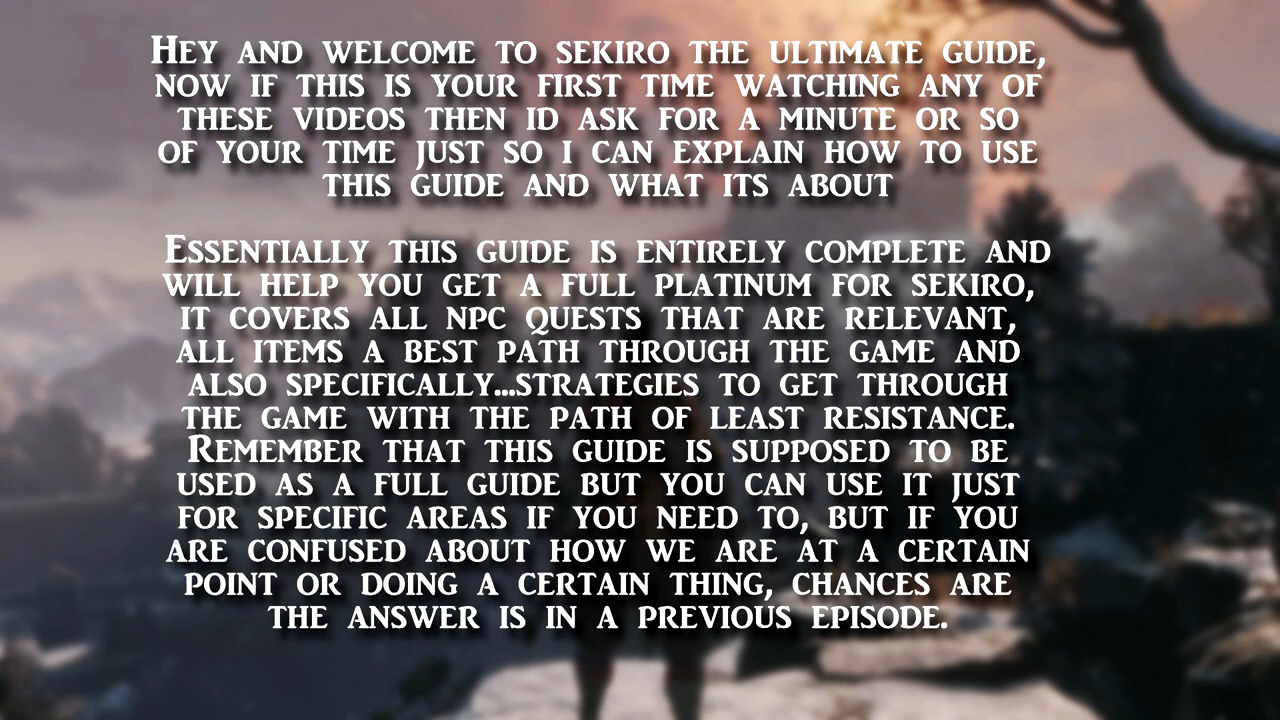 Hey and welcome to sekiro the ultimate guide,
now if this is your first time watching any of
these videos then id ask for a minute or so
of your time just so i can explain how to use
this guide and what its about
Essentially this guide is entirely complete and
will help you get a full platinum for sekiro,
it covers all npc quests that are relevant,
all items a best path through the game and
also specifically...strategies to get through
the game with the path of least resistance.
Remember that this guide is supposed to be
used as a full guide but you can use it just
for specific areas if you need to, but if you
are confused about how we are at a certain
point or doing a certain thing, chances are
the answer is in a previous episode.